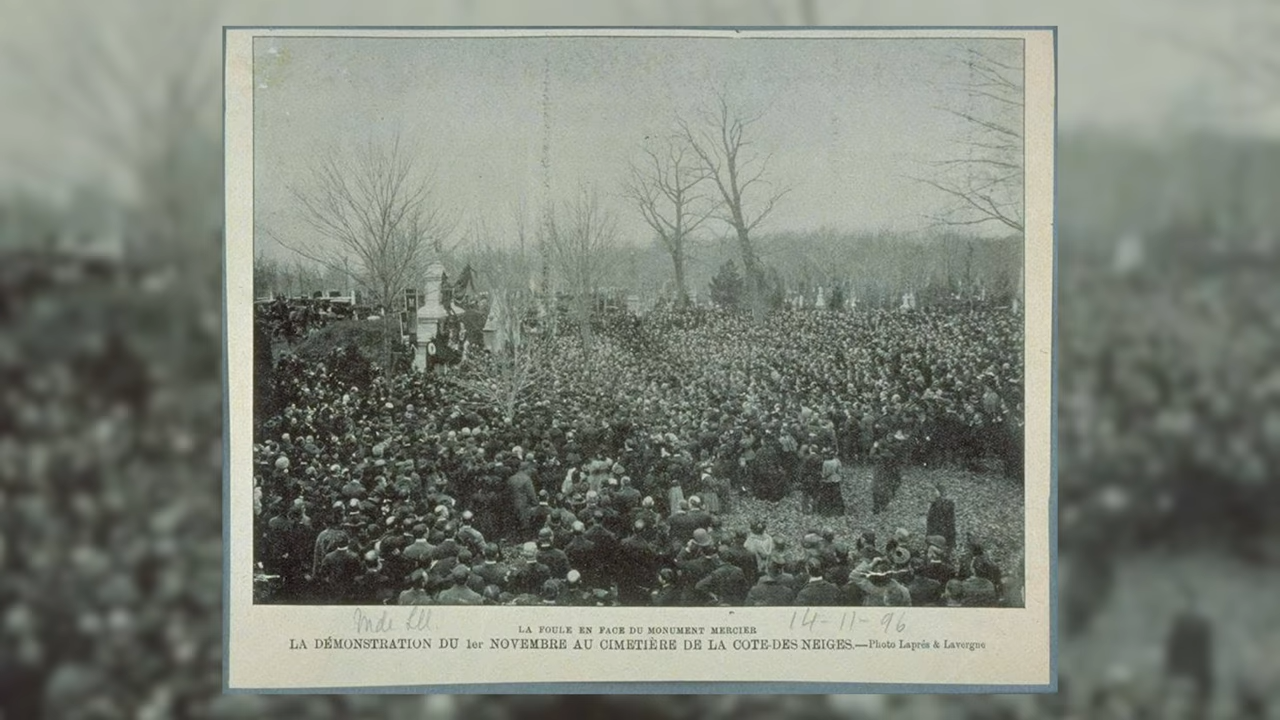 14-11-96
LA FOULE EN FACE DU MONUMENT MERCIER
LA DÉMONSTRATION DU 1er NOVEMBRE AU CIMETIÈRE DE LA COTE-DES NEIGES.—Photo Laprés & Lavergne